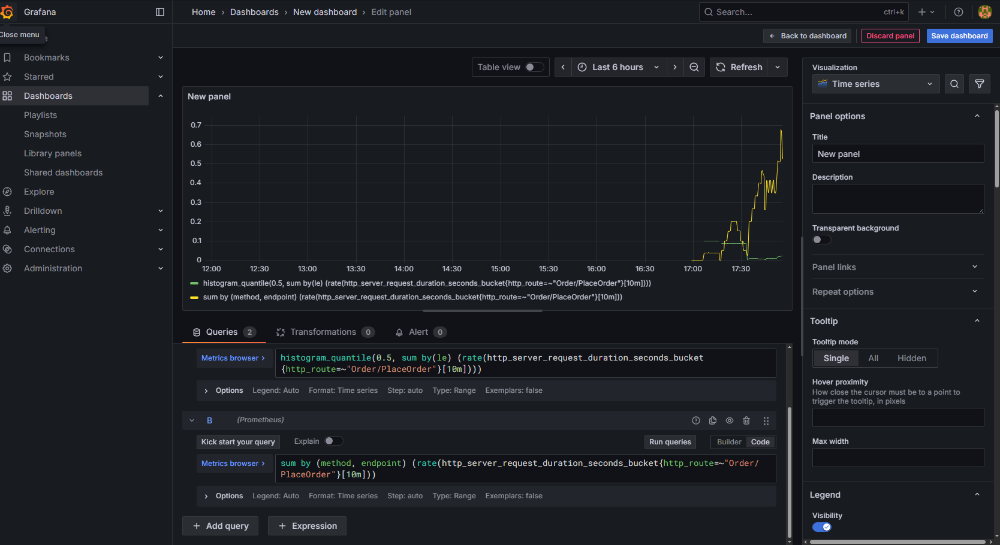 Grafana
Home › Dashboards › New dashboard › Edit panel
Search...
ctrl+k
Close menu
Back to dashboard
Discard panel
Save dashboard
Bookmarks
Starred
Dashboards
Playlists
Snapshots
Library panels
Shared dashboards
Explore
Drilldown
Alerting
Connections
Administration
Table view
Last 6 hours
Refresh
New panel
0.7
0.6
0.5
0.4
0.3
0.2
0.1
0
12:00 12:30 13:00 13:30 14:00 14:30 15:00 15:30 16:00 16:30 17:00 17:30
histogram_quantile(0.5, sum by(le) (rate(http_server_request_duration_seconds_bucket{http_route=~"Order/PlaceOrder"}[10m])))
sum by (method, endpoint) (rate(http_server_request_duration_seconds_bucket{http_route=~"Order/PlaceOrder"}[10m]))
Queries 2
Transformations 0
Alert 0
Metrics browser ›
histogram_quantile(0.5, sum by(le) (rate(http_server_request_duration_seconds_bucket
{http_route=~"Order/PlaceOrder"}[10m])))
› Options Legend: Auto Format: Time series Step: auto Type: Range Exemplars: false
B (Prometheus)
Kick start your query
Explain
Run queries
Builder Code
Metrics browser ›
sum by (method, endpoint) (rate(http_server_request_duration_seconds_bucket{http_route=~"Order/
PlaceOrder"}[10m]))
› Options Legend: Auto Format: Time series Step: auto Type: Range Exemplars: false
+ Add query
+ Expression
Visualization
Time series
Panel options
Title
New panel
Description
Transparent background
Panel links
Repeat options
Tooltip
Tooltip mode
Single All Hidden
Hover proximity
How close the cursor must be to a point to
trigger the tooltip, in pixels
Max width
Legend
Visibility